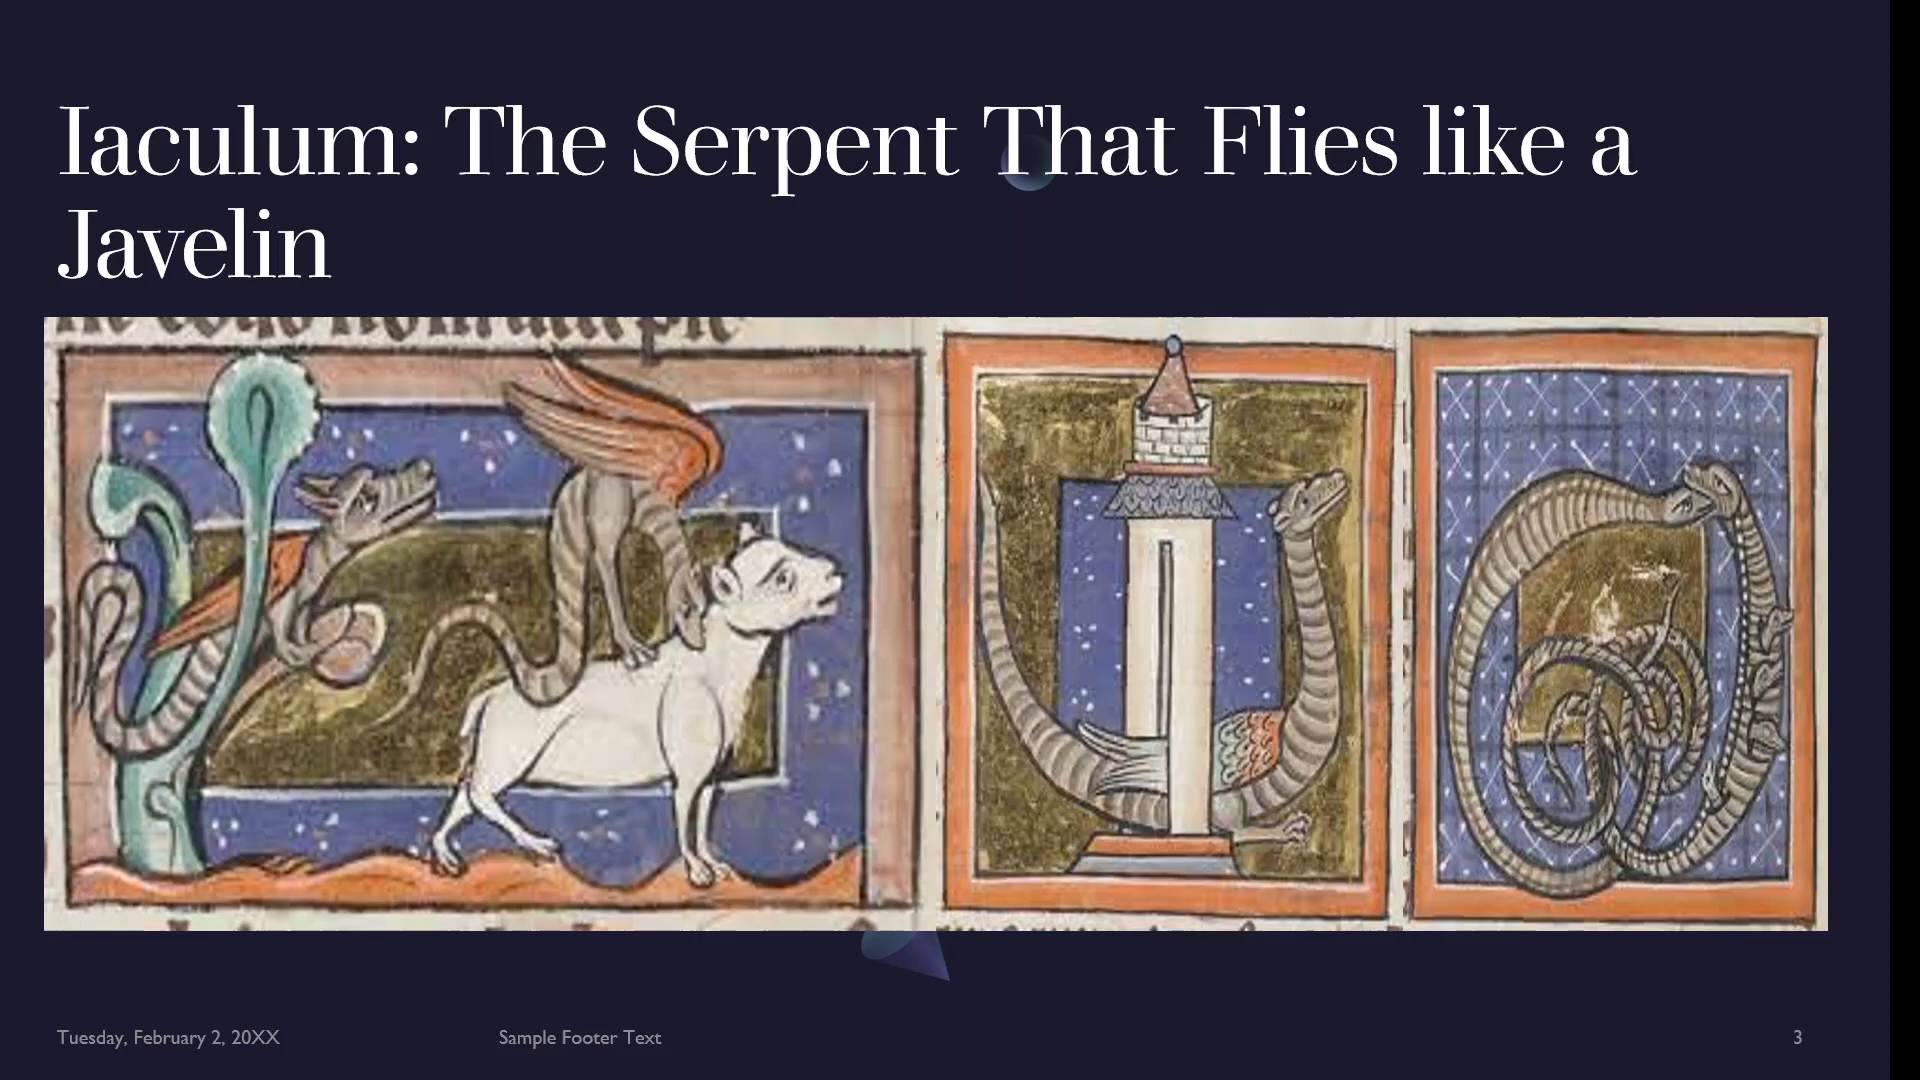 Iaculum: The Serpent That Flies like a
Javelin
Tuesday, February 2, 20XX
Sample Footer Text
3